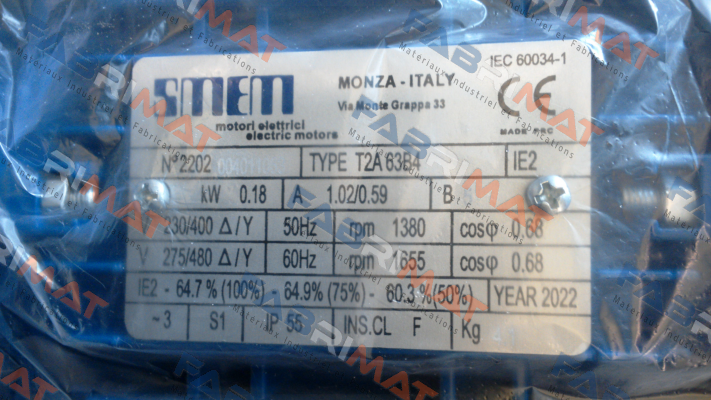 SMEM
motori elettrici
electric motors
MONZA - ITALY
Via Monte Grappa 33
IEC 60034-1
CE
MADE PRC
N° 2202
TYPE T2A 63B4
IE2
kW 0.18 A 1.02/0.59 B
V 230/400 Δ/Y 50Hz rpm 1380 cosφ 0.68
V 275/480 Δ/Y 60Hz rpm 1655 cosφ 0.68
IE2 - 64.7%(100%) - 64.9%(75%) - 60.3%(50%) YEAR 2022
~3 S1 IP 55 INS.CL F Kg
FABRIMAT
Materiaux Industriel et Fabrications